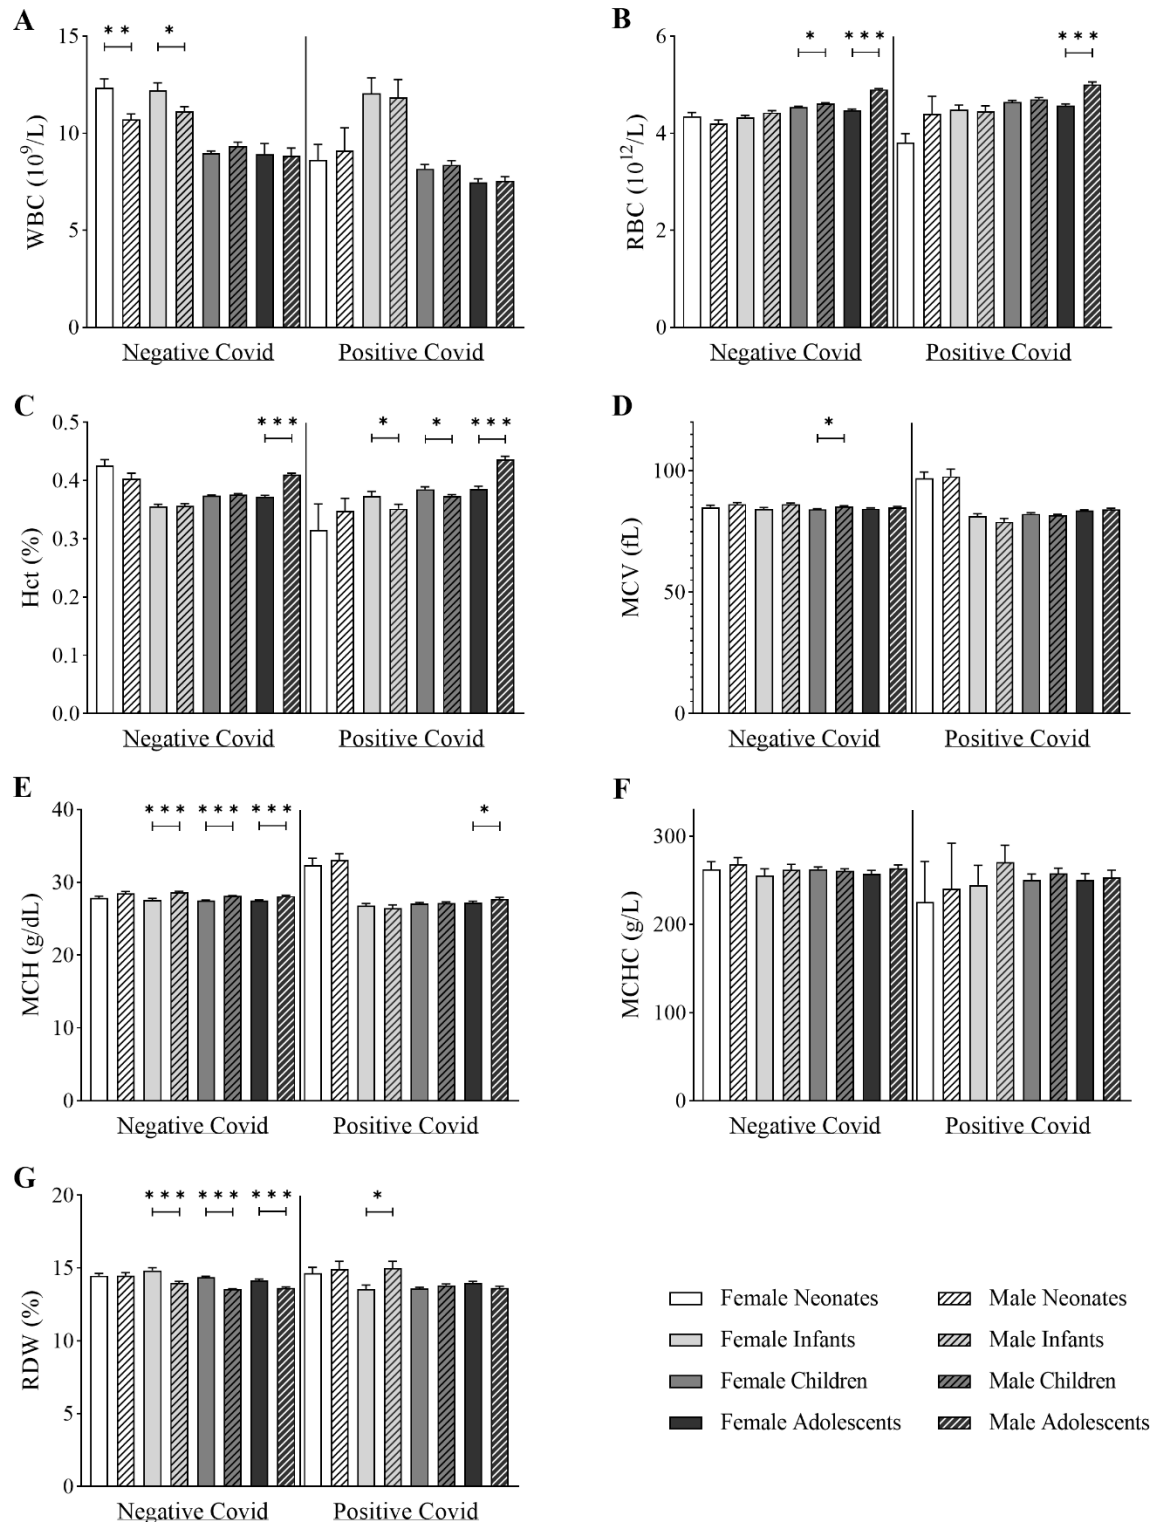 A
WBC (10⁹/L)
15
10
5
0
* *
*
Negative Covid
Positive Covid
B
RBC (10¹²/L)
6
4
2
0
*
* * *
* * *
Negative Covid
Positive Covid
C
Hct (%)
0.5
0.4
0.3
0.2
0.1
0.0
* * *
*
*
* * *
Negative Covid
Positive Covid
D
MCV (fL)
100
50
0
*
Negative Covid
Positive Covid
E
MCH (g/dL)
40
30
20
10
0
* * *
* * *
* * *
*
Negative Covid
Positive Covid
F
MCHC (g/L)
300
200
100
0
Negative Covid
Positive Covid
G
RDW (%)
20
15
10
5
0
* * *
* * *
* * *
*
Negative Covid
Positive Covid
Female Neonates
Male Neonates
Female Infants
Male Infants
Female Children
Male Children
Female Adolescents
Male Adolescents